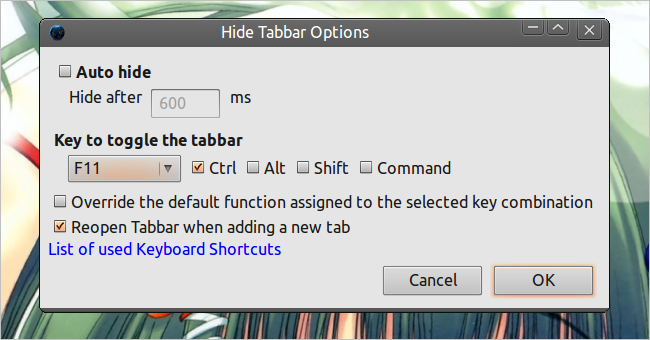 Hide Tabbar Options
Auto hide
Hide after 600 ms
Key to toggle the tabbar
F11 Ctrl Alt Shift Command
Override the default function assigned to the selected key combination
Reopen Tabbar when adding a new tab
List of used Keyboard Shortcuts
Cancel OK